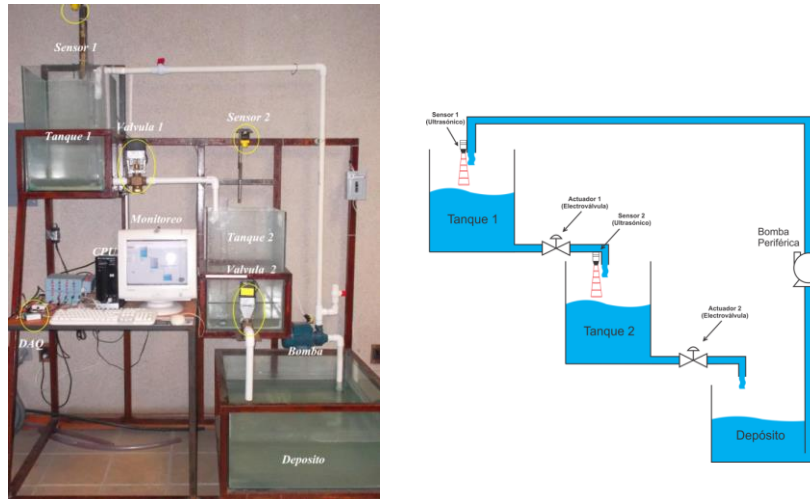 Sensor 1
Tanque 1
Valvula 1
Sensor 2
Monitoreo
CPU
Tanque 2
Valvula 2
DAQ
Bomba
Deposito
Sensor 1
(Ultrasónico)
Tanque 1
Actuador 1
(Electroválvula)
Sensor 2
(Ultrasónico)
Bomba
Periférica
Tanque 2
Actuador 2
(Electroválvula)
Depósito